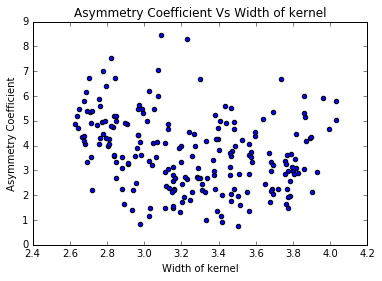 Asymmetry Coefficient Vs Width of kernel
9
8
7
6
5
4
3
2
1
0
Asymmetry Coefficient
2.4 2.6 2.8 3.0 3.2 3.4 3.6 3.8 4.0 4.2
Width of kernel